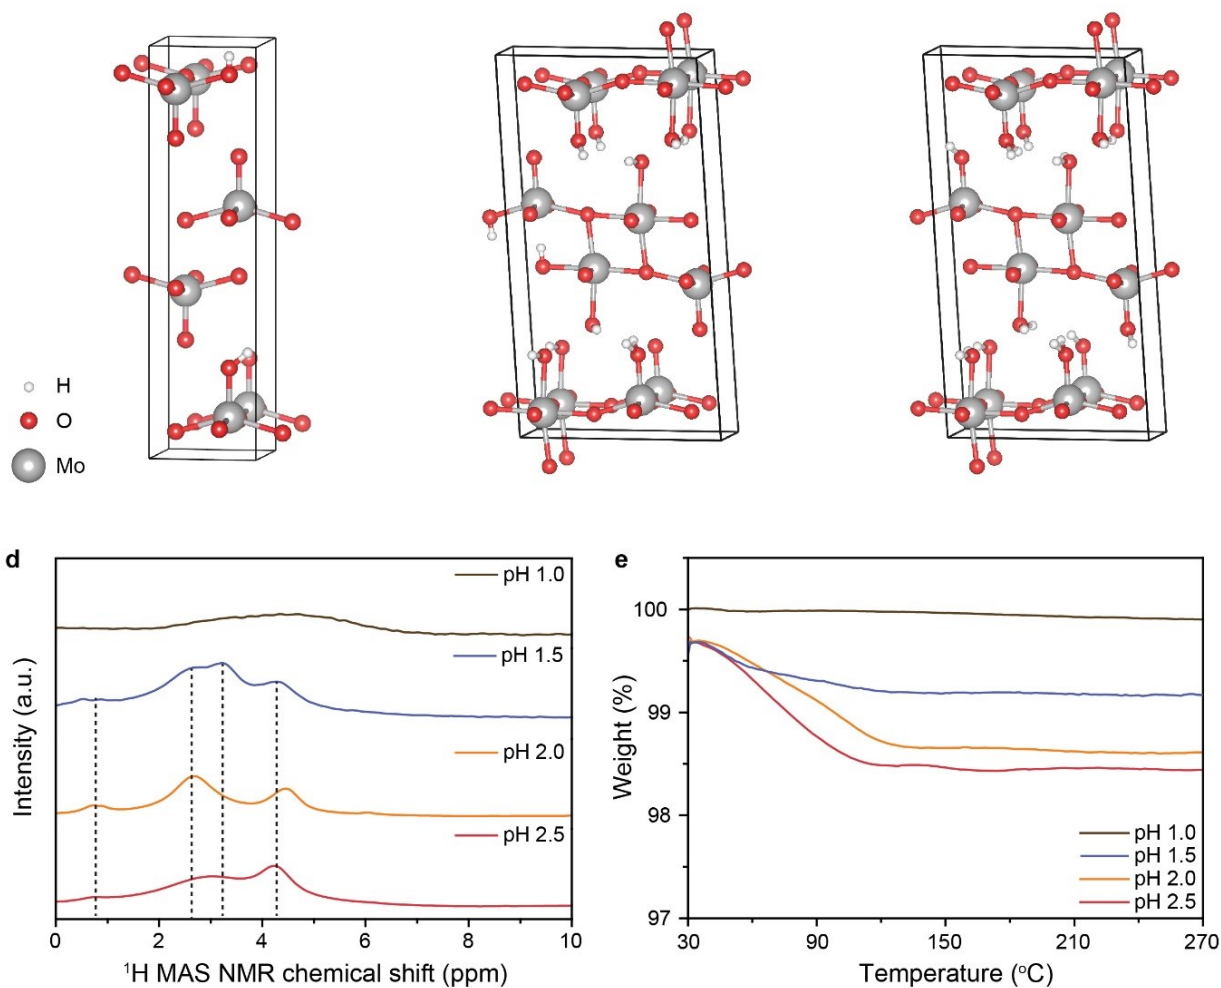 H
O
Mo
d
pH 1.0
pH 1.5
pH 2.0
pH 2.5
Intensity (a.u.)
0 2 4 6 8 10
¹H MAS NMR chemical shift (ppm)
e
100
99
98
97
Weight (%)
pH 1.0
pH 1.5
pH 2.0
pH 2.5
30 90 150 210 270
Temperature (°C)